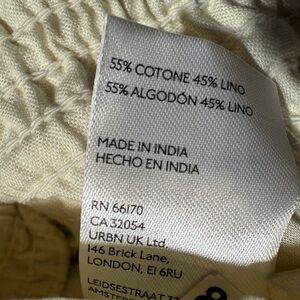 55% COTONE 45% LINO
55% ALGODÓN 45% LINO
MADE IN INDIA
HECHO EN INDIA
RN 66170
CA 32054
URBN UK Ltd,
146 Brick Lane,
LONDON, E1 6RU
LEIDSESTRAAT